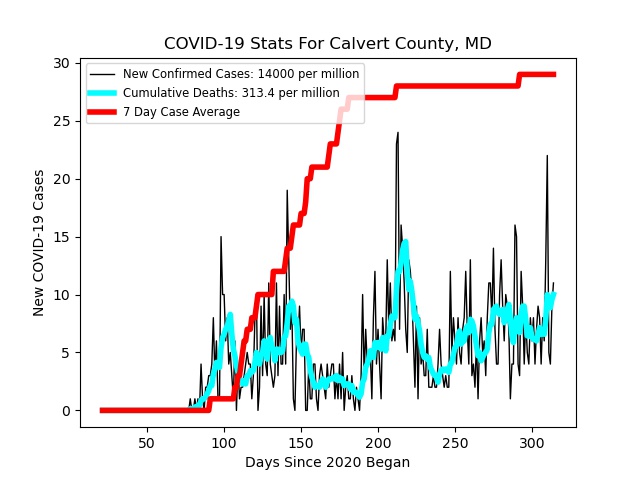 COVID-19 Stats For Calvert County, MD
New Confirmed Cases: 14000 per million
Cumulative Deaths: 313.4 per million
7 Day Case Average
30
25
20
15
10
5
0
New COVID-19 Cases
50 100 150 200 250 300
Days Since 2020 Began